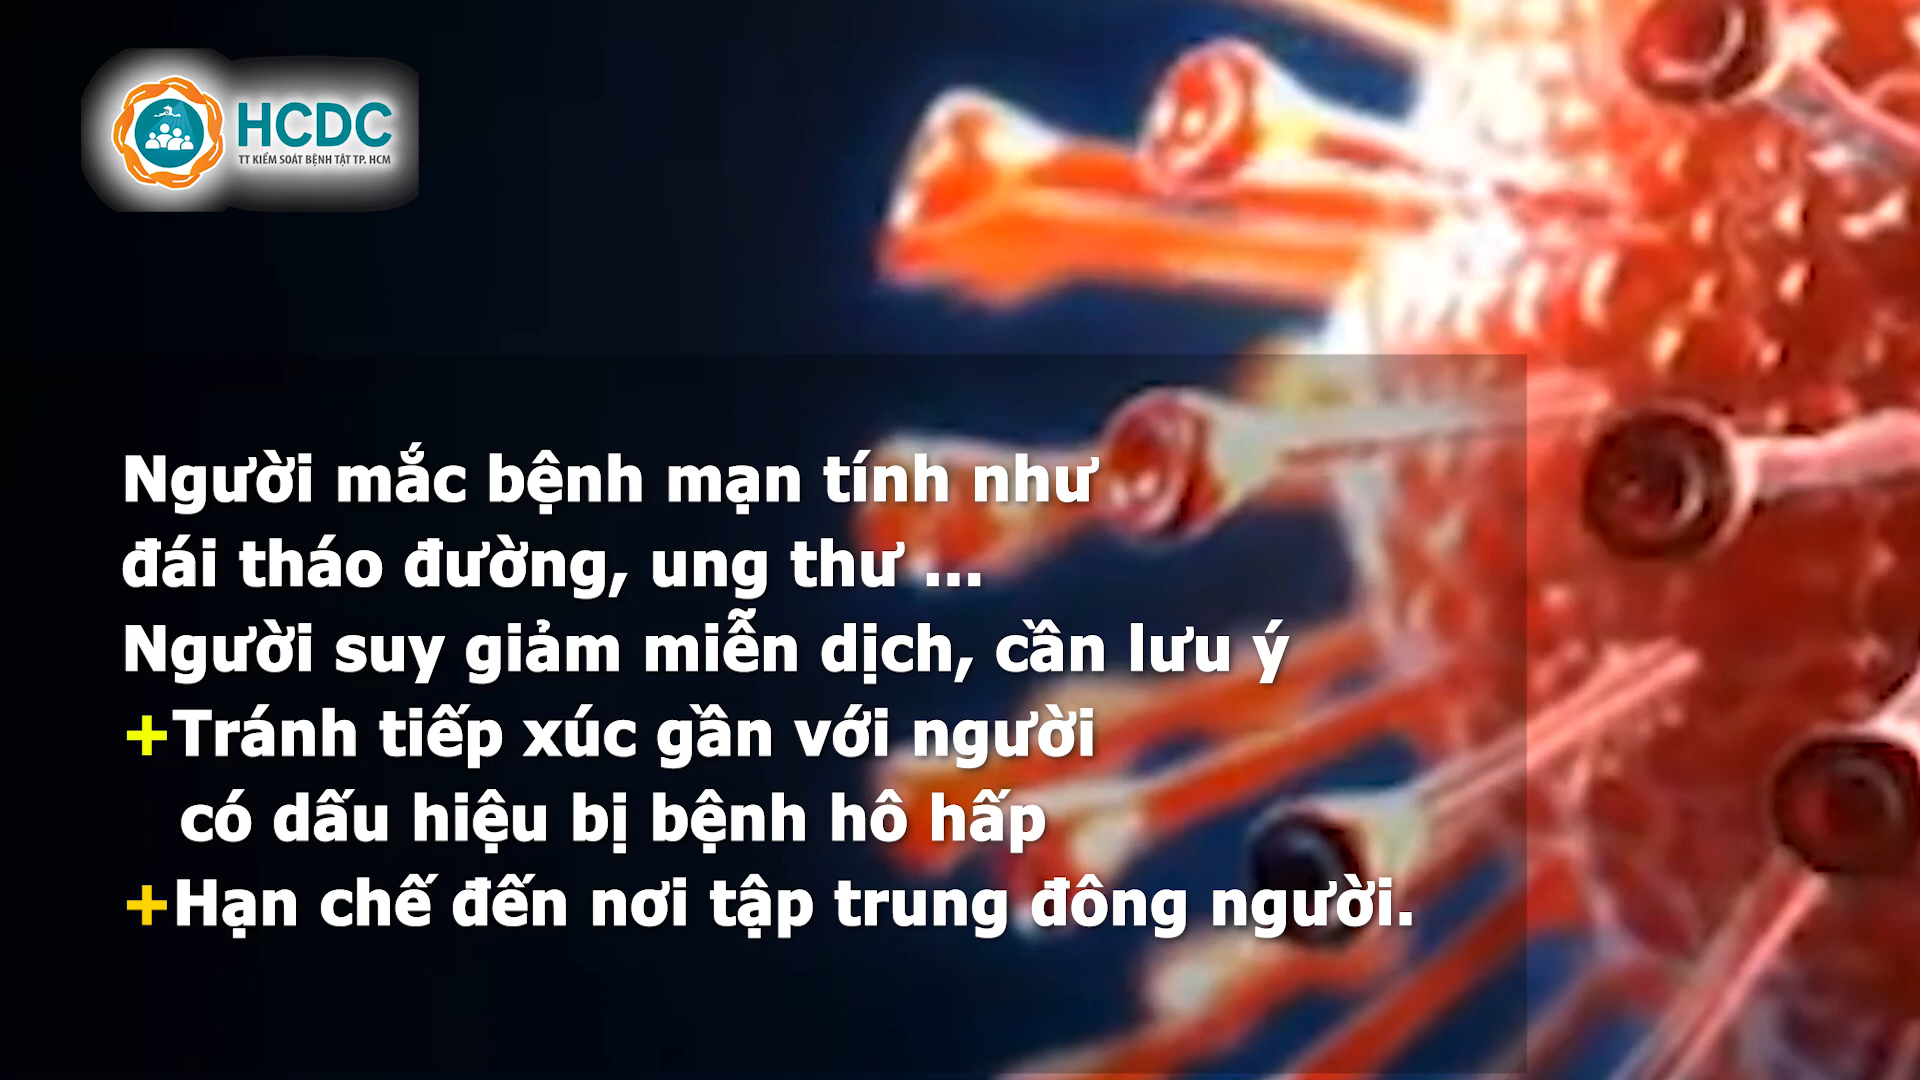 HCDC
TT KIỂM SOÁT BỆNH TẬT TP. HCM
Người mắc bệnh mạn tính như
đái tháo đường, ung thư ...
Người suy giảm miễn dịch, cần lưu ý
+Tránh tiếp xúc gần với người
có dấu hiệu bị bệnh hô hấp
+Hạn chế đến nơi tập trung đông người.